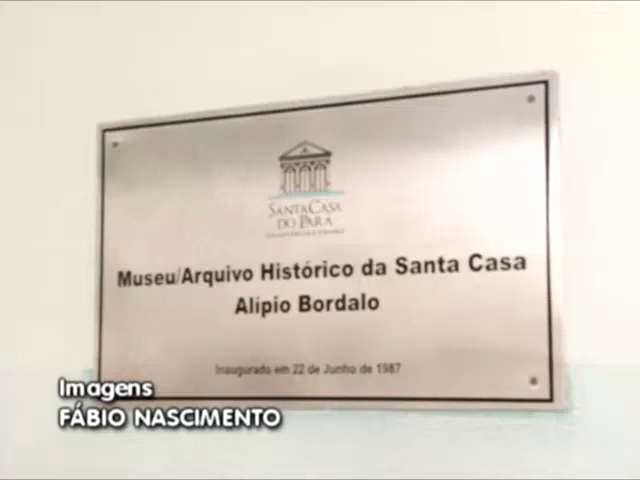 SANTA CASA
DO PARÁ
Museu/Arquivo Histórico da Santa Casa
Alípio Bordalo
Inaugurado em 22 de Junho de 1987
Imagens
FÁBIO NASCIMENTO